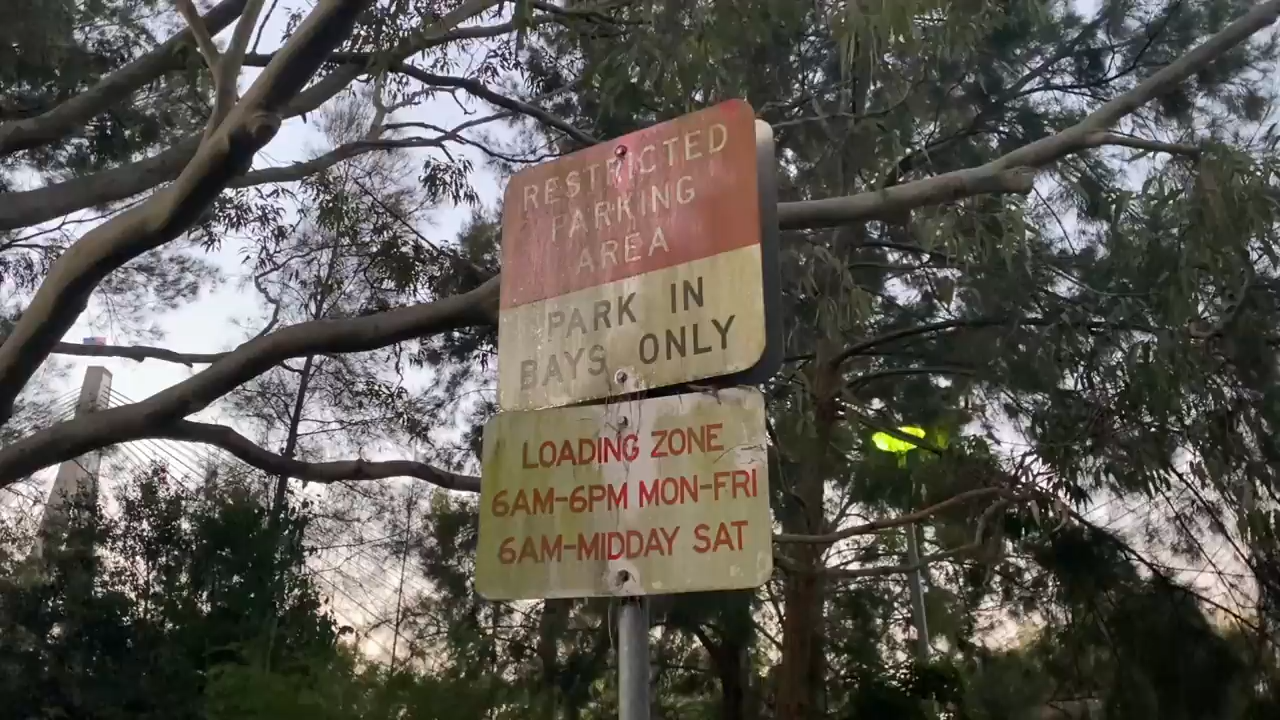 RESTRICTED
PARKING
AREA
PARK IN
BAYS ONLY
LOADING ZONE
6AM-6PM MON-FRI
6AM-MIDDAY SAT